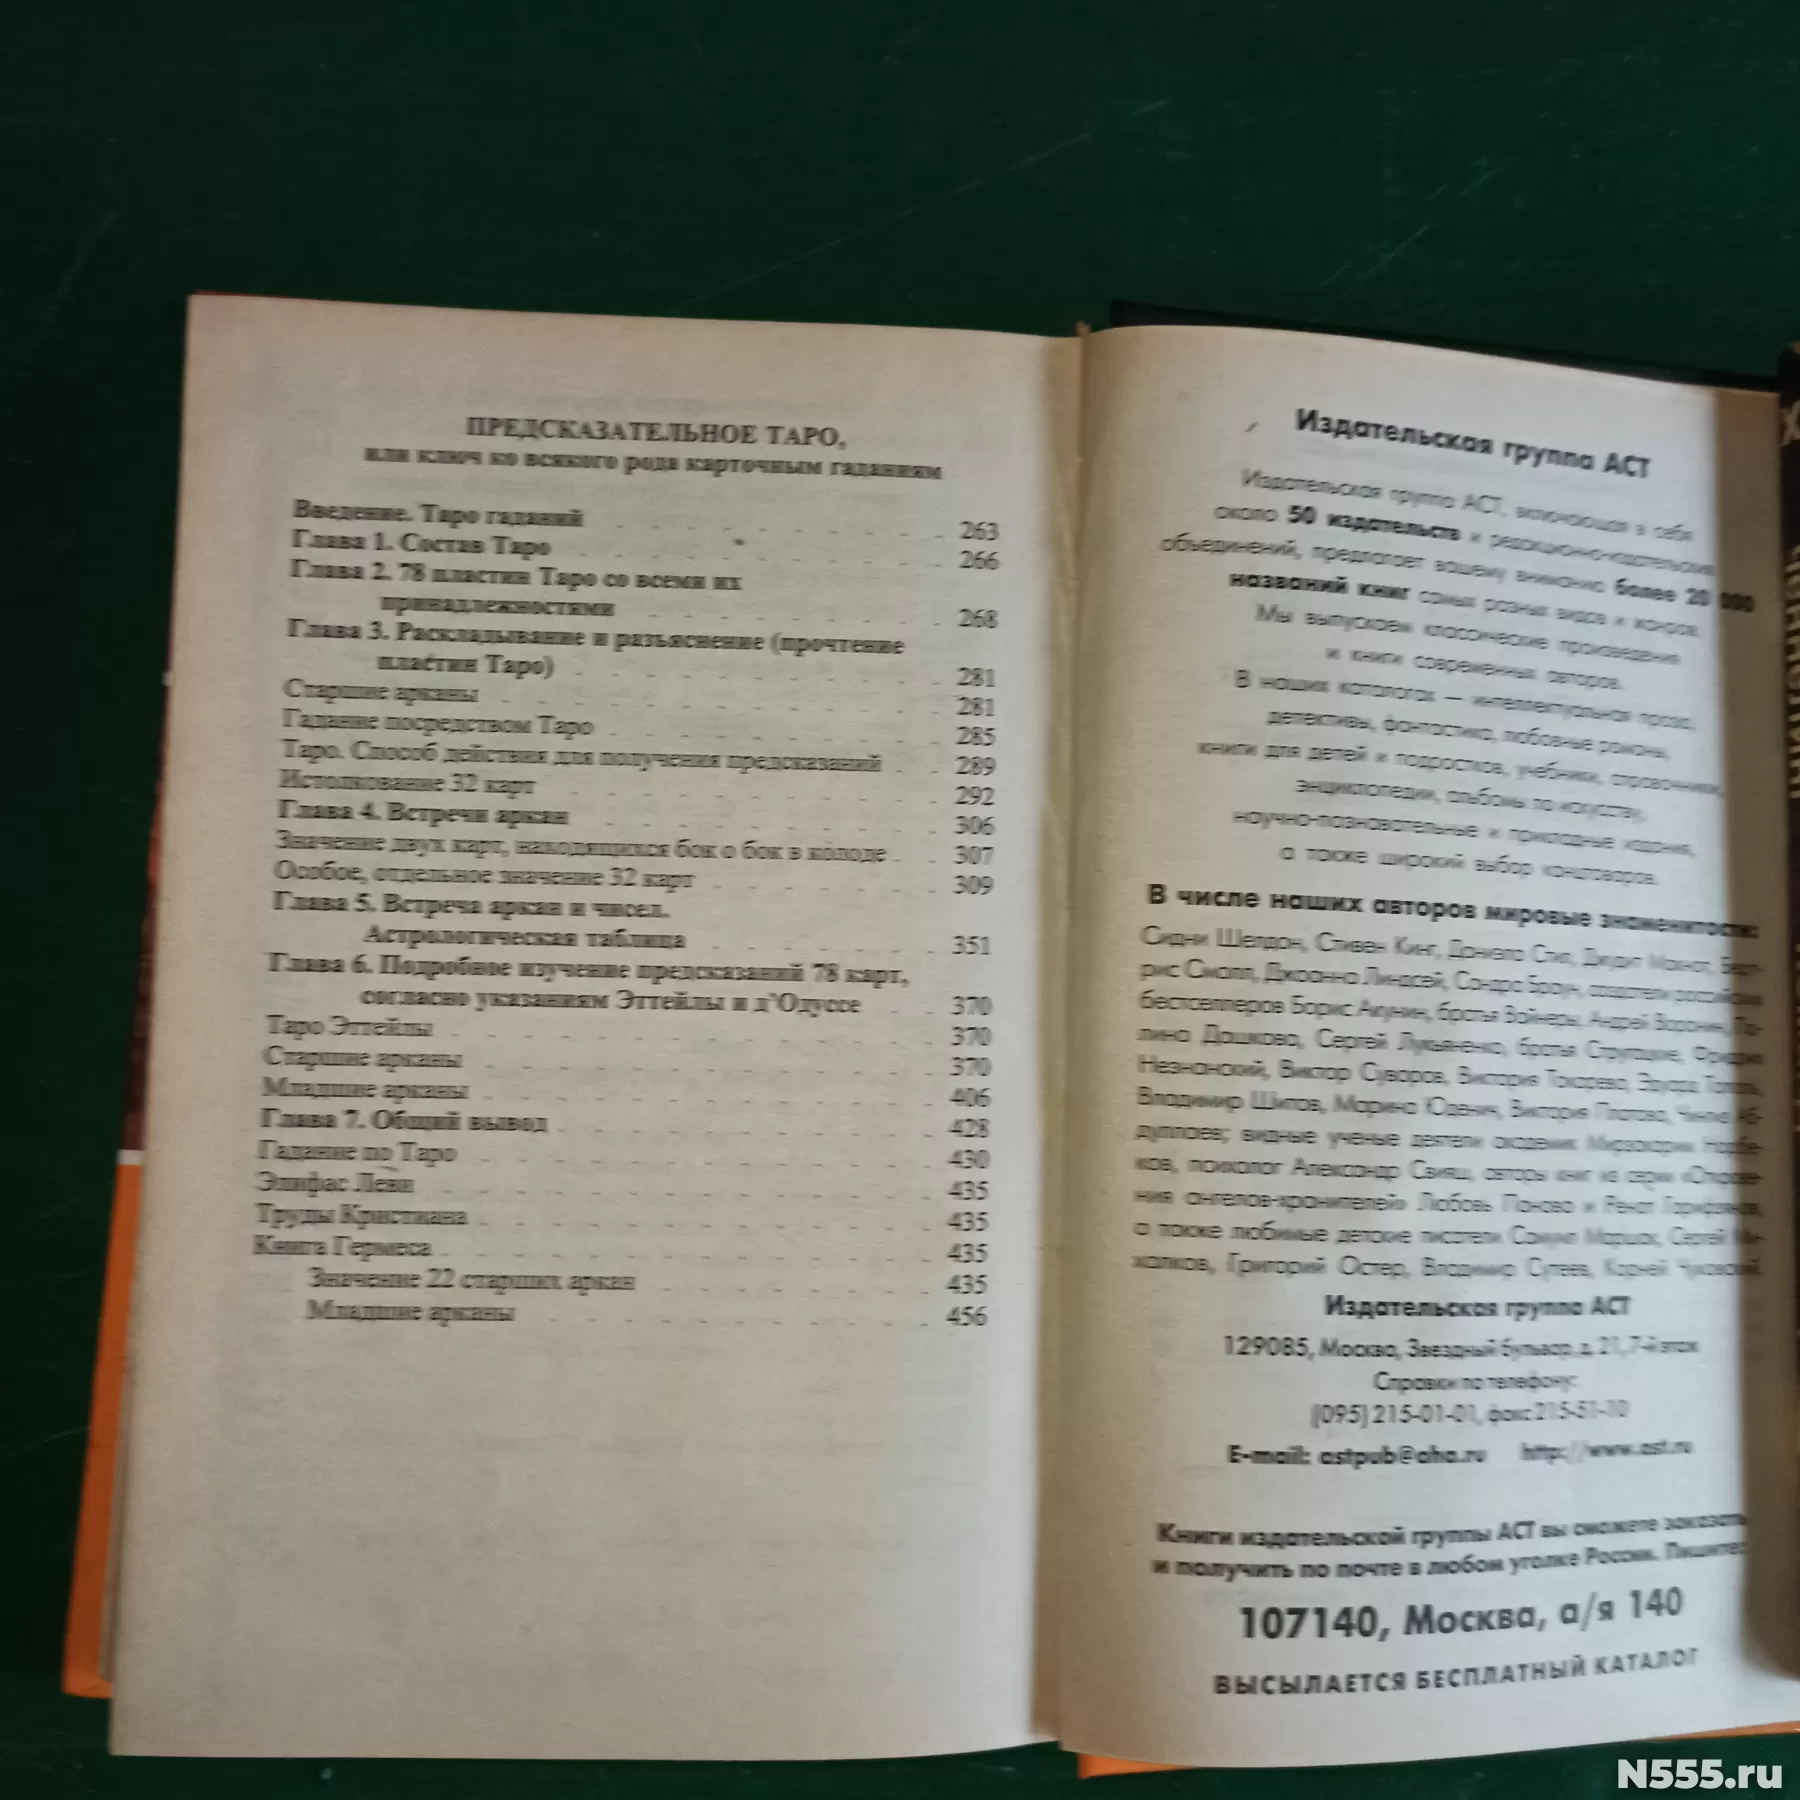 ПРЕДСКАЗАТЕЛЬНОЕ ТАРО,
или ключ ко всякого рода карточным гаданиям
Введение. Таро гаданий 263
Глава 1. Состав Таро 266
Глава 2. 78 пластин Таро со всеми их
принадлежностями 268
Глава 3. Раскладывание и разъяснение (прочтение
пластин Таро) 281
Старшие арканы 281
Гадание посредством Таро 285
Таро. Способ действия для получения предсказаний 289
Истолкование 32 карт 292
Глава 4. Встречи аркан 306
Значение двух карт, находящихся бок о бок в колоде 307
Особое, отдельное значение 32 карт 309
Глава 5. Встреча аркан и чисел.
Астрологическая таблица 351
Глава 6. Подробное изучение предсказаний 78 карт,
согласно указаниям Эттейлы и д'Одуссе 370
Таро Эттейлы 370
Старшие арканы 370
Младшие арканы 406
Глава 7. Общий вывод 428
Гадание по Таро 430
Элифас Леви 435
Труды Кристиана 435
Книга Гермеса 435
Значение 22 старших аркан 435
Младшие арканы 456
Издательская группа АСТ
Издательская группа АСТ, включающая в себя
около 50 издательств и редакционно-издательских
объединений, предлагает вашему вниманию более 20 000
названий книг самых разных видов и жанров.
Мы выпускаем классические произведения
и книги современных авторов.
В наших каталогах — интеллектуальная проза,
детективы, фантастика, любовные романы,
книги для детей и подростков, учебники, справочники,
энциклопедии, альбомы по искусству,
научно-познавательные и прикладные издания,
а также широкий выбор канцтоваров.
В числе наших авторов мировые знаменитости:
Сидни Шелдон, Стивен Кинг, Даниэла Стил, Джудит Макнот, Берт-
рис Смолл, Джоанна Линдсей, Сандра Браун, создатели российских
бестселлеров Борис Акунин, братья Вайнеры, Андрей Воронин, По-
лина Дашкова, Сергей Лукьяненко, братья Стругацкие, Фридрих
Незнанский, Виктор Суворов, Виктория Токарева, Эдуард Тополь,
Владимир Шитов, Марина Юденич, Виктория Платова, Чингиз Аб-
дуллаев; видные ученые деятели академик Мирзакарим Норбе-
ков, психолог Александр Свияш, авторы книг из серии «Открове-
ния ангелов-хранителей» Любовь Панова и Ренат Гарифзянов,
а также любимые детские писатели Самуил Маршак, Сергей Ми-
халков, Григорий Остер, Владимир Сутеев, Корней Чуковский.
Издательская группа АСТ
129085, Москва, Звездный бульвар, д. 21, 7-й этаж
Справки по телефону:
(095) 215-01-01, факс 215-51-10
E-mail: astpub@aha.ru http://www.ast.ru
Книги издательской группы АСТ вы сможете заказать
и получить по почте в любом уголке России. Пишите:
107140, Москва, а/я 140
ВЫСЫЛАЕТСЯ БЕСПЛАТНЫЙ КАТАЛОГ
N555.ru